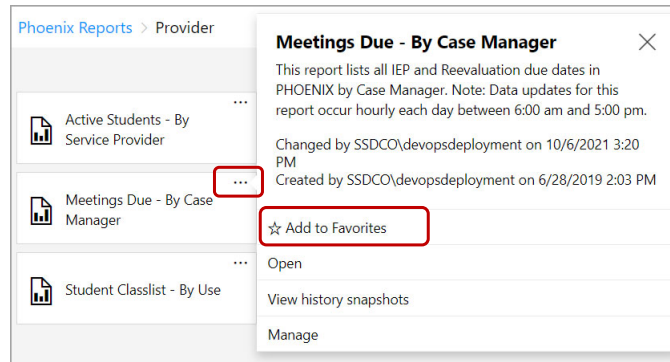 Phoenix Reports > Provider
...
Active Students - By
Service Provider
...
Meetings Due - By Case
Manager
...
Student Classlist - By Use
Meetings Due - By Case Manager
This report lists all IEP and Reevaluation due dates in
PHOENIX by Case Manager. Note: Data updates for this
report occur hourly each day between 6:00 am and 5:00 pm.
Changed by SSDCO\devopsdeployment on 10/6/2021 3:20
PM
Created by SSDCO\devopsdeployment on 6/28/2019 2:03 PM
☆ Add to Favorites
Open
View history snapshots
Manage